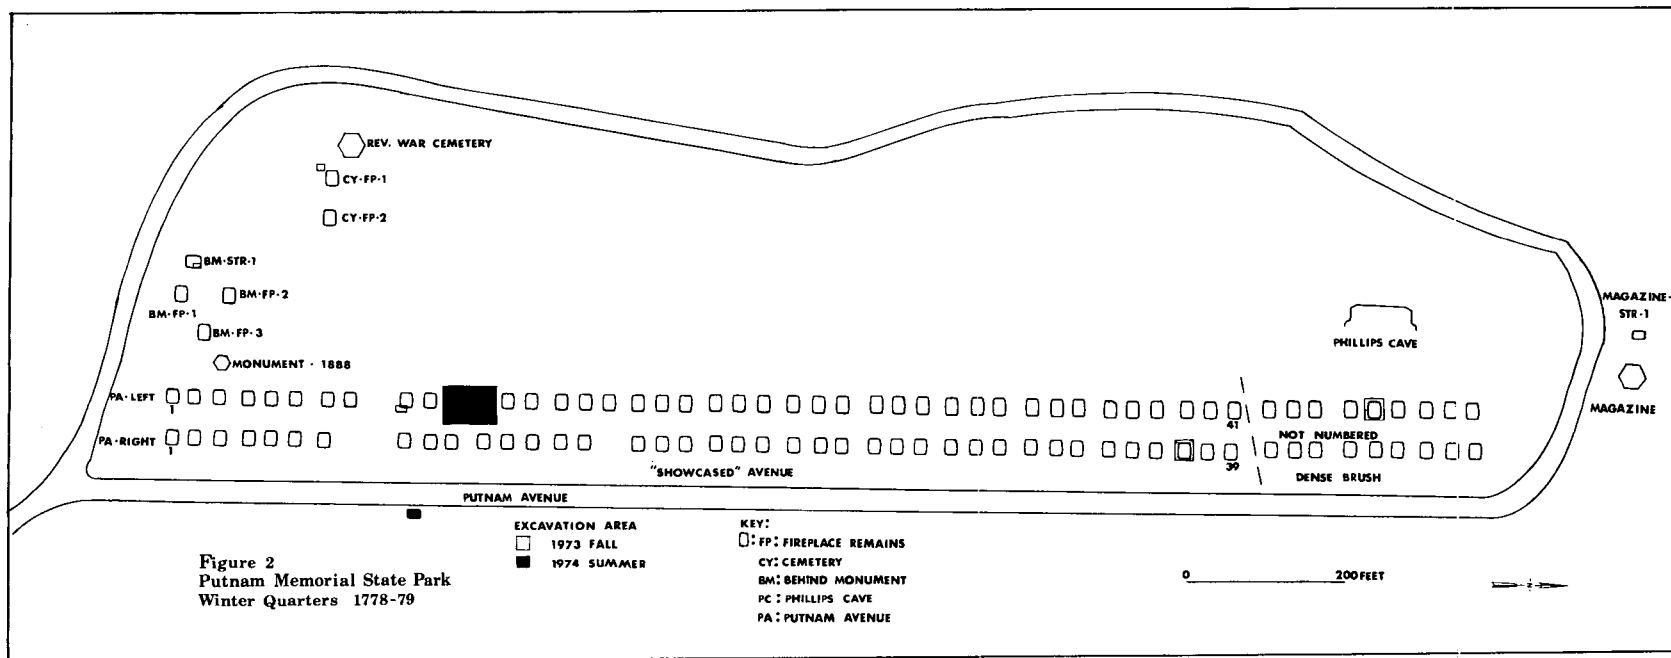 REV. WAR CEMETERY
CY·FP·1
CY·FP·2
BM·STR·1
BM·FP·2
BM·FP·1
BM·FP·3
MONUMENT · 1888
MAGAZINE·
STR·1
PHILLIPS CAVE
MAGAZINE
PA·LEFT
1
41
NOT NUMBERED
PA·RIGHT
1
39
"SHOWCASED" AVENUE
DENSE BRUSH
PUTNAM AVENUE
EXCAVATION AREA
1973 FALL
1974 SUMMER
KEY:
: FP: FIREPLACE REMAINS
CY: CEMETERY
BM: BEHIND MONUMENT
PC : PHILLIPS CAVE
PA: PUTNAM AVENUE
0 200 FEET
Figure 2
Putnam Memorial State Park
Winter Quarters 1778-79